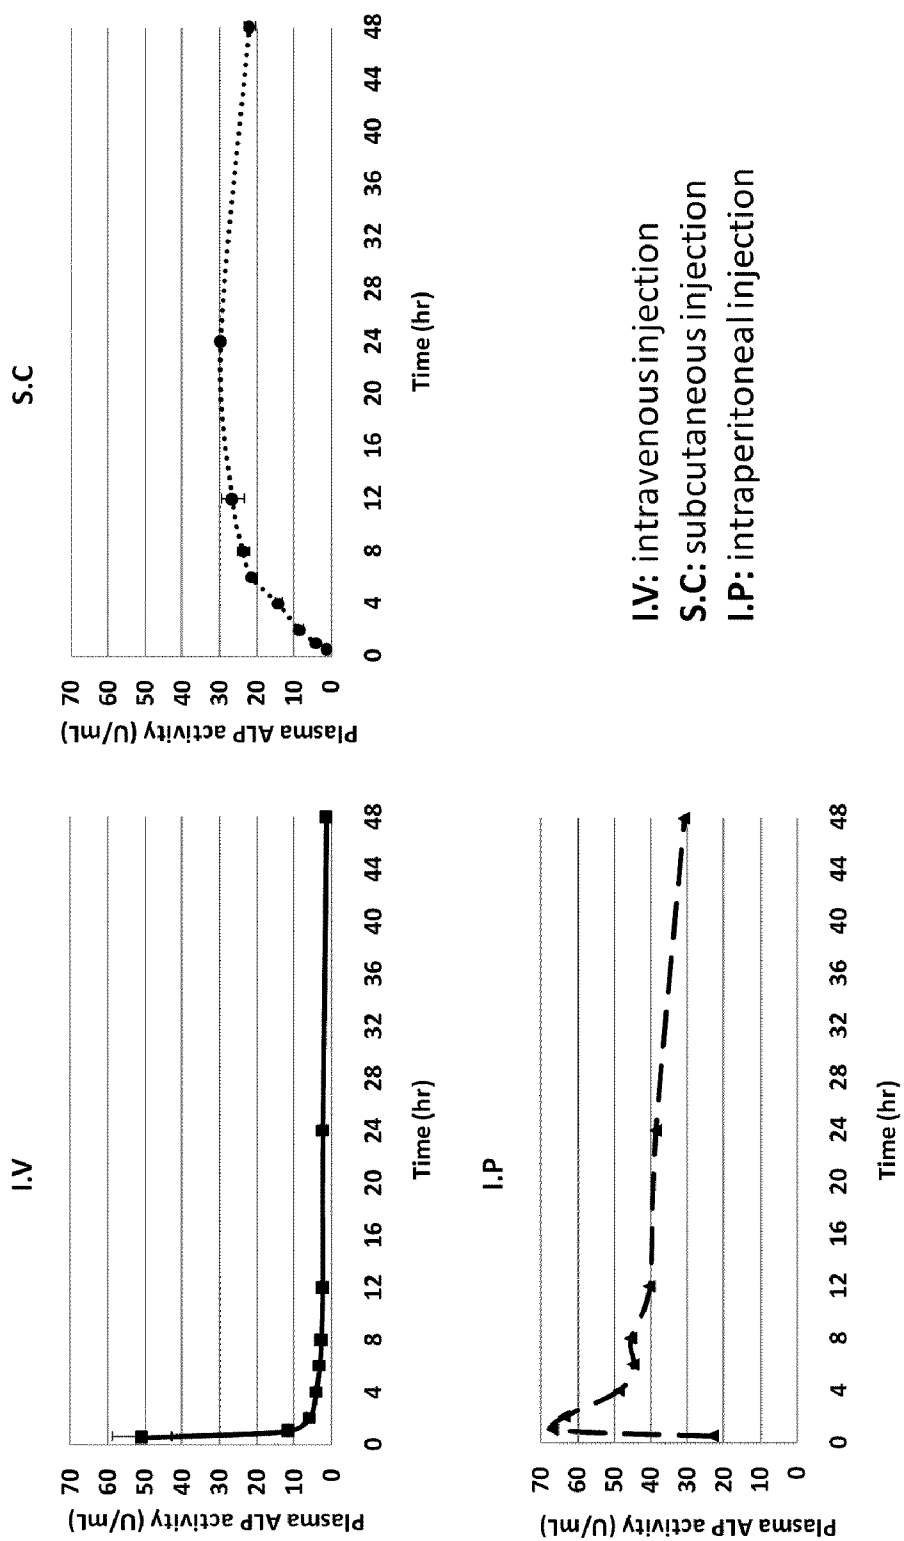 I.V
Plasma ALP activity (U/mL)
70
60
50
40
30
20
10
0
0 4 8 12 16 20 24 28 32 36 40 44 48
Time (hr)
S.C
Plasma ALP activity (U/mL)
70
60
50
40
30
20
10
0
0 4 8 12 16 20 24 28 32 36 40 44 48
Time (hr)
I.P
Plasma ALP activity (U/mL)
70
60
50
40
30
20
10
0
0 4 8 12 16 20 24 28 32 36 40 44 48
Time (hr)
I.V: intravenous injection
S.C: subcutaneous injection
I.P: intraperitoneal injection